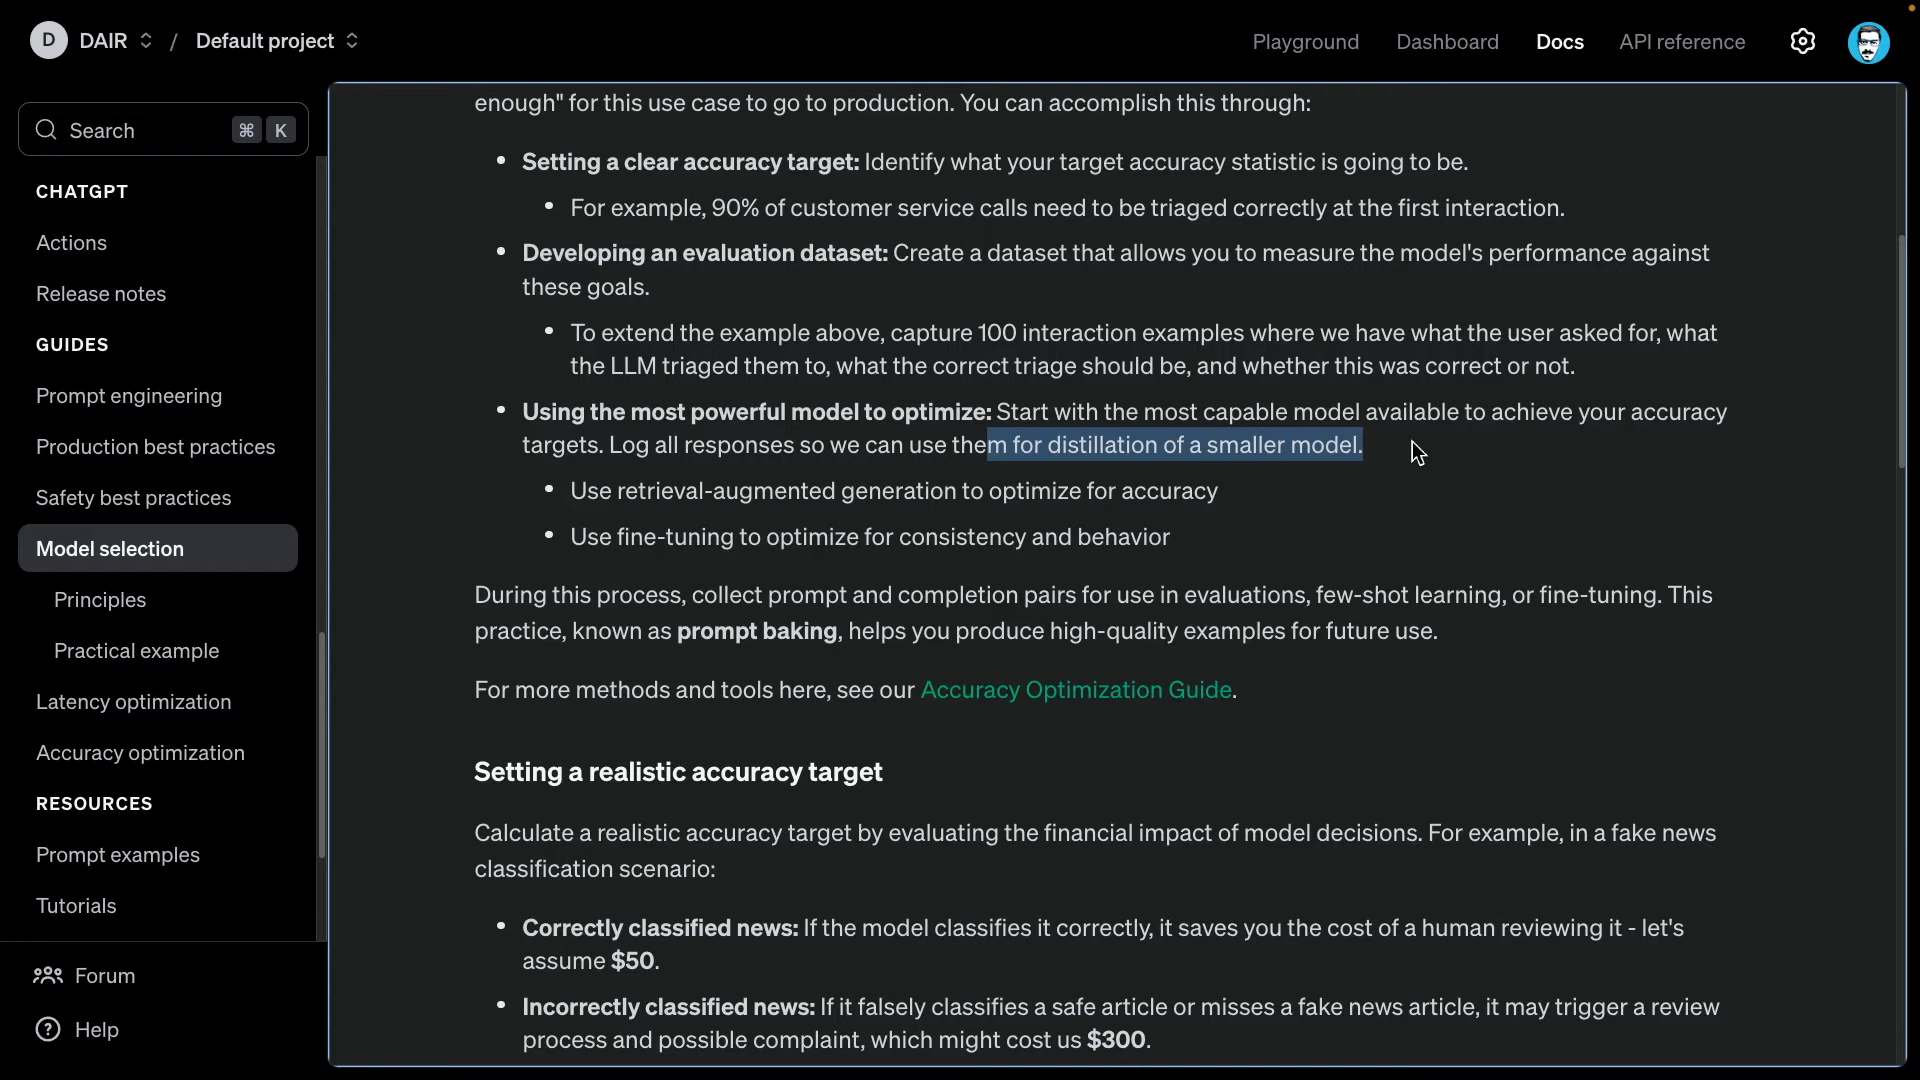 D DAIR / Default project
Playground Dashboard Docs API reference
Search ⌘ K
CHATGPT
Actions
Release notes
GUIDES
Prompt engineering
Production best practices
Safety best practices
Model selection
Principles
Practical example
Latency optimization
Accuracy optimization
RESOURCES
Prompt examples
Tutorials
Forum
Help
enough" for this use case to go to production. You can accomplish this through:
• Setting a clear accuracy target: Identify what your target accuracy statistic is going to be.
• For example, 90% of customer service calls need to be triaged correctly at the first interaction.
• Developing an evaluation dataset: Create a dataset that allows you to measure the model's performance against
these goals.
• To extend the example above, capture 100 interaction examples where we have what the user asked for, what
the LLM triaged them to, what the correct triage should be, and whether this was correct or not.
• Using the most powerful model to optimize: Start with the most capable model available to achieve your accuracy
targets. Log all responses so we can use them for distillation of a smaller model.
• Use retrieval-augmented generation to optimize for accuracy
• Use fine-tuning to optimize for consistency and behavior
During this process, collect prompt and completion pairs for use in evaluations, few-shot learning, or fine-tuning. This
practice, known as prompt baking, helps you produce high-quality examples for future use.
For more methods and tools here, see our Accuracy Optimization Guide.
Setting a realistic accuracy target
Calculate a realistic accuracy target by evaluating the financial impact of model decisions. For example, in a fake news
classification scenario:
• Correctly classified news: If the model classifies it correctly, it saves you the cost of a human reviewing it - let's
assume $50.
• Incorrectly classified news: If it falsely classifies a safe article or misses a fake news article, it may trigger a review
process and possible complaint, which might cost us $300.